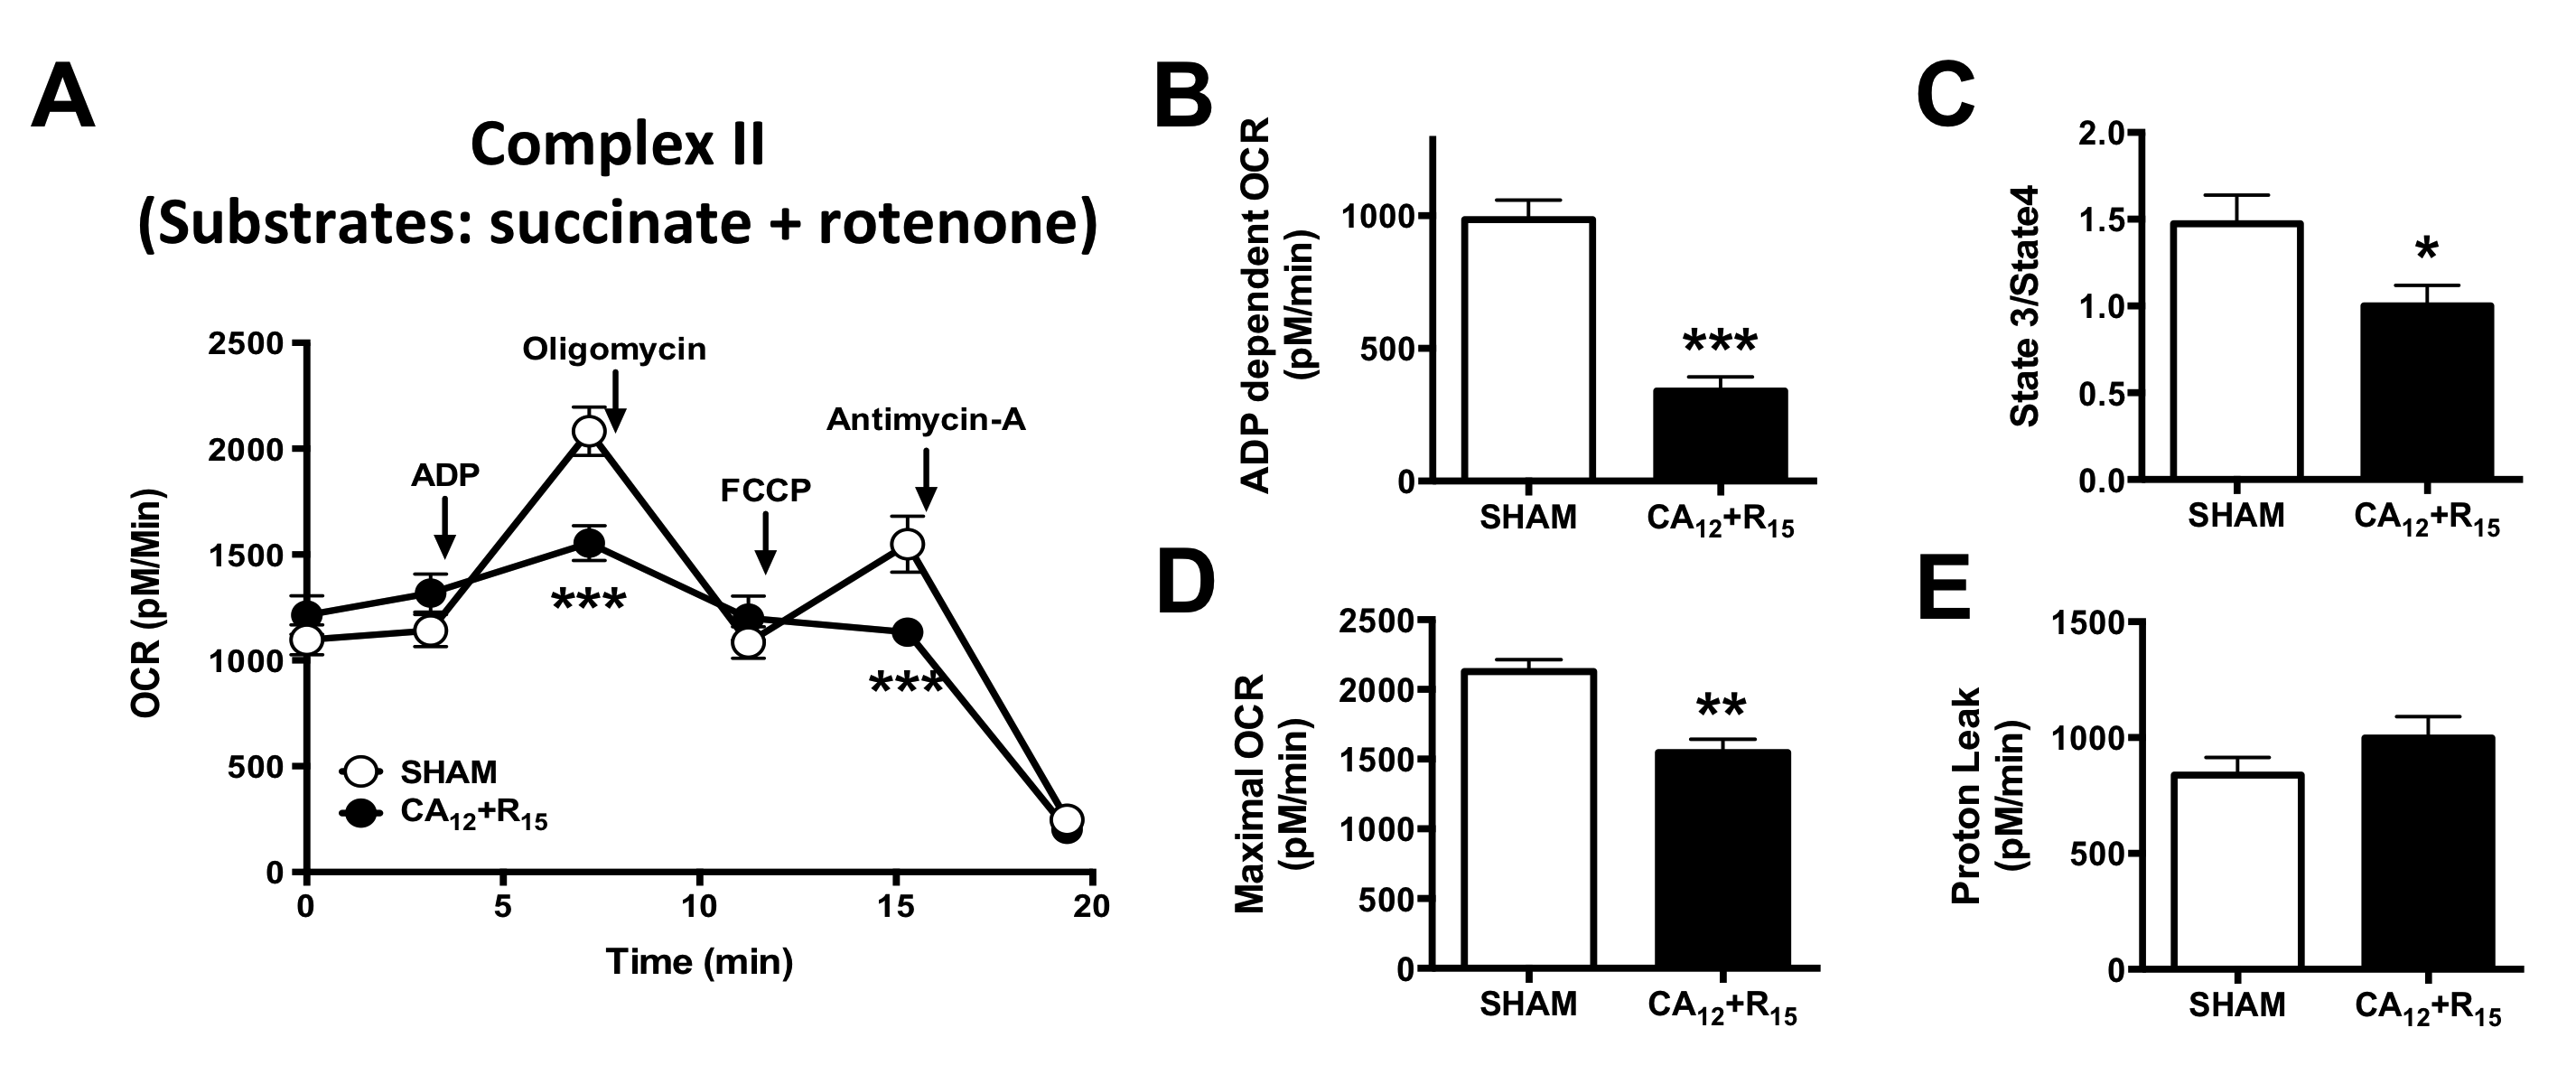 A
Complex II
(Substrates: succinate + rotenone)
OCR (pM/Min)
2500
2000
1500
1000
500
0
0 5 10 15 20
Time (min)
ADP
Oligomycin
FCCP
Antimycin-A
***
***
SHAM
CA12+R15
B
ADP dependent OCR
(pM/min)
1000
500
0
***
SHAM CA12+R15
C
State 3/State4
2.0
1.5
1.0
0.5
0.0
*
SHAM CA12+R15
D
Maximal OCR
(pM/min)
2500
2000
1500
1000
500
0
**
SHAM CA12+R15
E
Proton Leak
(pM/min)
1500
1000
500
0
SHAM CA12+R15